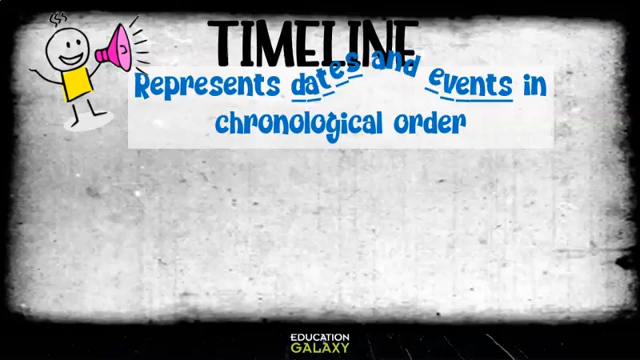 TIMELINE
Represents dates and events in
chronological order
EDUCATION
GALAXY